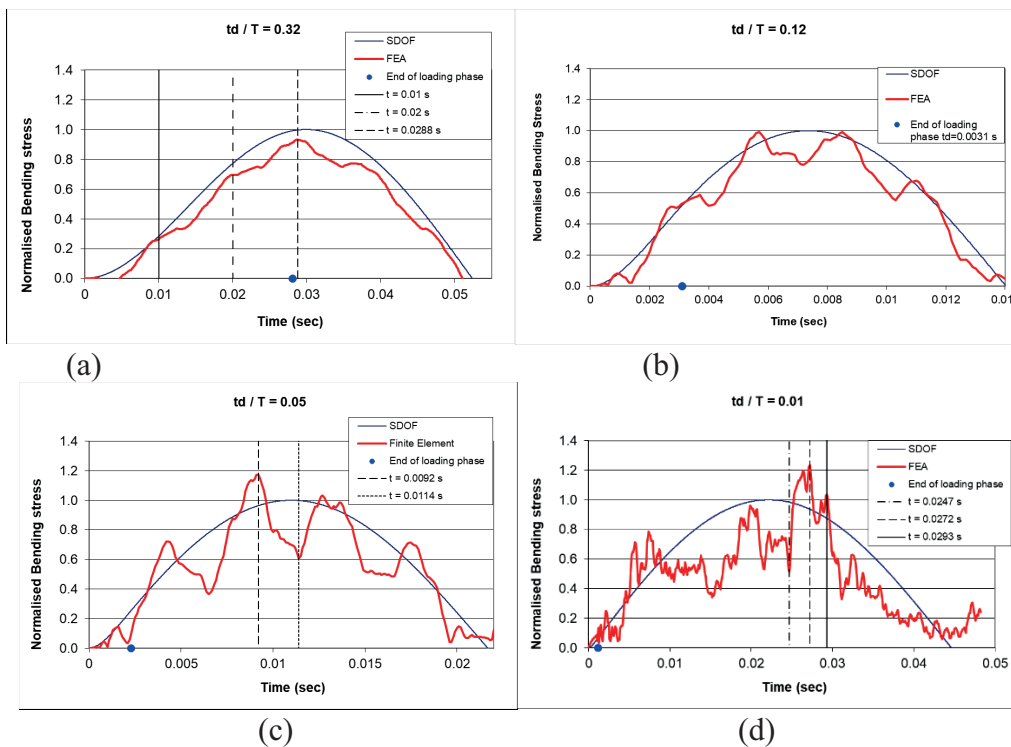 td / T = 0.32
SDOF
FEA
End of loading phase
t = 0.01 s
t = 0.02 s
t = 0.0288 s
Normalised Bending stress
1.4
1.2
1.0
0.8
0.6
0.4
0.2
0.0
0 0.01 0.02 0.03 0.04 0.05
Time (sec)
(a)
td / T = 0.12
SDOF
FEA
End of loading
phase td=0.0031 s
Normalised Bending Stress
1.4
1.2
1.0
0.8
0.6
0.4
0.2
0.0
0 0.002 0.004 0.006 0.008 0.01 0.012 0.014
Time (sec)
(b)
td / T = 0.05
SDOF
Finite Element
End of loading phase
t = 0.0092 s
t = 0.0114 s
Normalised Bending stress
1.4
1.2
1.0
0.8
0.6
0.4
0.2
0.0
0 0.005 0.01 0.015 0.02
Time (sec)
(c)
td / T = 0.01
SDOF
FEA
End of loading phase
t = 0.0247 s
t = 0.0272 s
t = 0.0293 s
Normalised Bending stress
1.4
1.2
1.0
0.8
0.6
0.4
0.2
0.0
0 0.01 0.02 0.03 0.04 0.05
Time (sec)
(d)